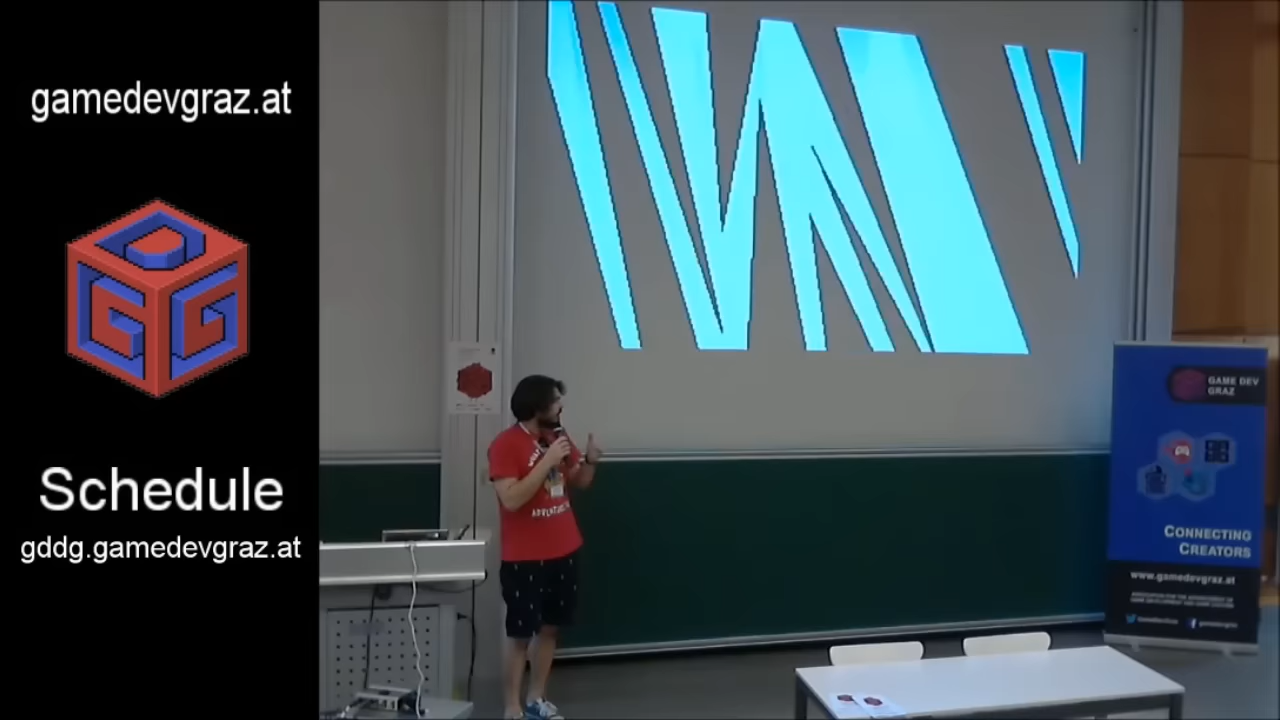 gamedevgraz.at
D
G G
Schedule
gddg.gamedevgraz.at
GAME DEV
GRAZ
CONNECTING
CREATORS
www.gamedevgraz.at